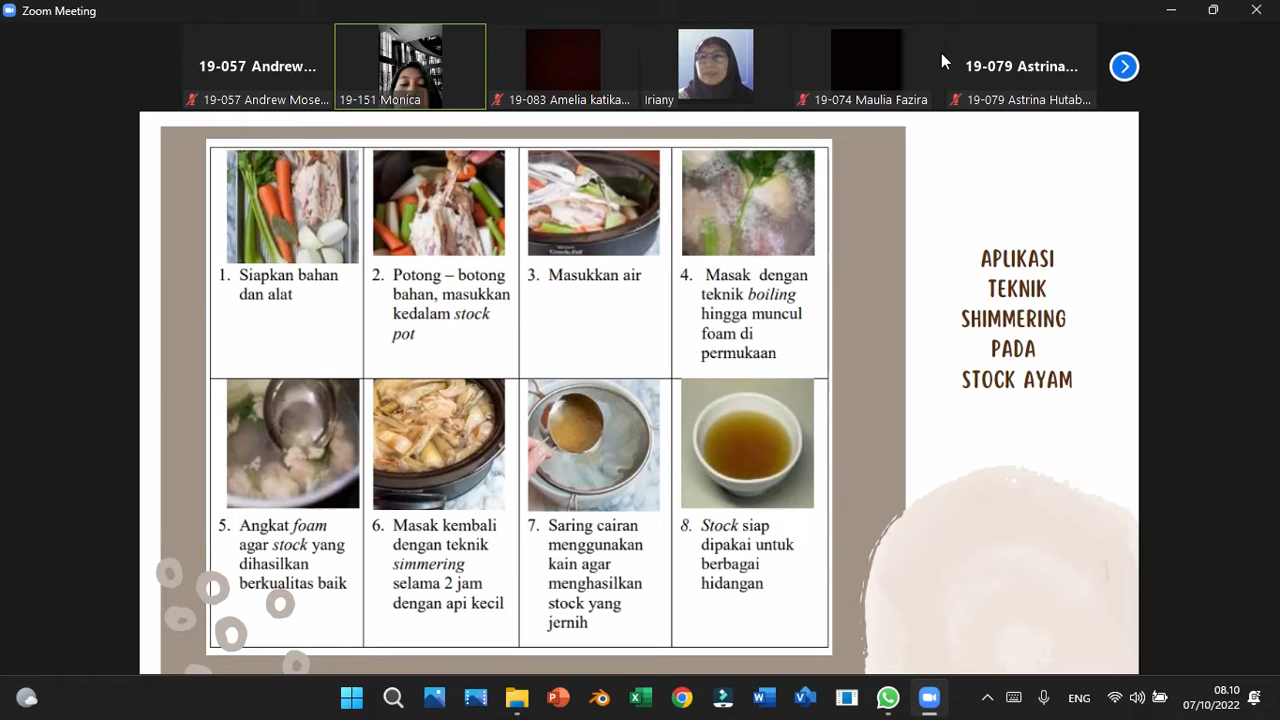 Zoom Meeting
19-057 Andrew...
19-079 Astrina...
19-057 Andrew Mose...
19-151 Monica
19-083 Amelia katika...
Iriany
19-074 Maulia Fazira
19-079 Astrina Hutab...
1. Siapkan bahan
dan alat
2. Potong – botong
bahan, masukkan
kedalam stock
pot
3. Masukkan air
4. Masak dengan
teknik boiling
hingga muncul
foam di
permukaan
5. Angkat foam
agar stock yang
dihasilkan
berkualitas baik
6. Masak kembali
dengan teknik
simmering
selama 2 jam
dengan api kecil
7. Saring cairan
menggunakan
kain agar
menghasilkan
stock yang
jernih
8. Stock siap
dipakai untuk
berbagai
hidangan
APLIKASI
TEKNIK
SHIMMERING
PADA
STOCK AYAM
ENG
08.10
07/10/2022